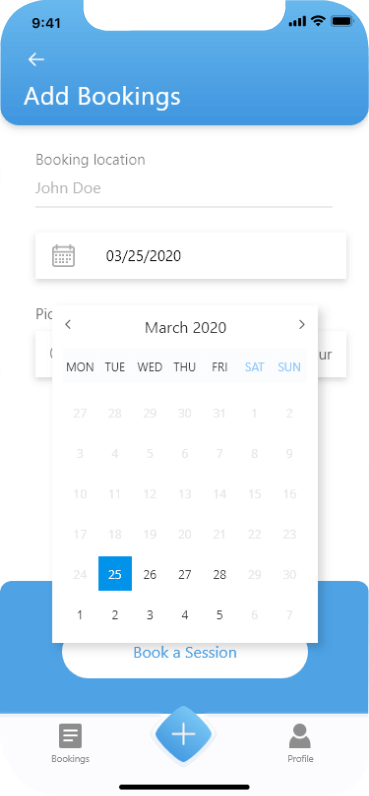 9:41
Add Bookings
Booking location
John Doe
03/25/2020
Pic
ur
March 2020
MON TUE WED THU FRI SAT SUN
27 28 29 30 31 1 2
3 4 5 6 7 8 9
10 11 12 13 14 15 16
17 18 19 20 21 22 23
24 25 26 27 28 29 30
1 2 3 4 5 6 7
Book a Session
Bookings
Profile